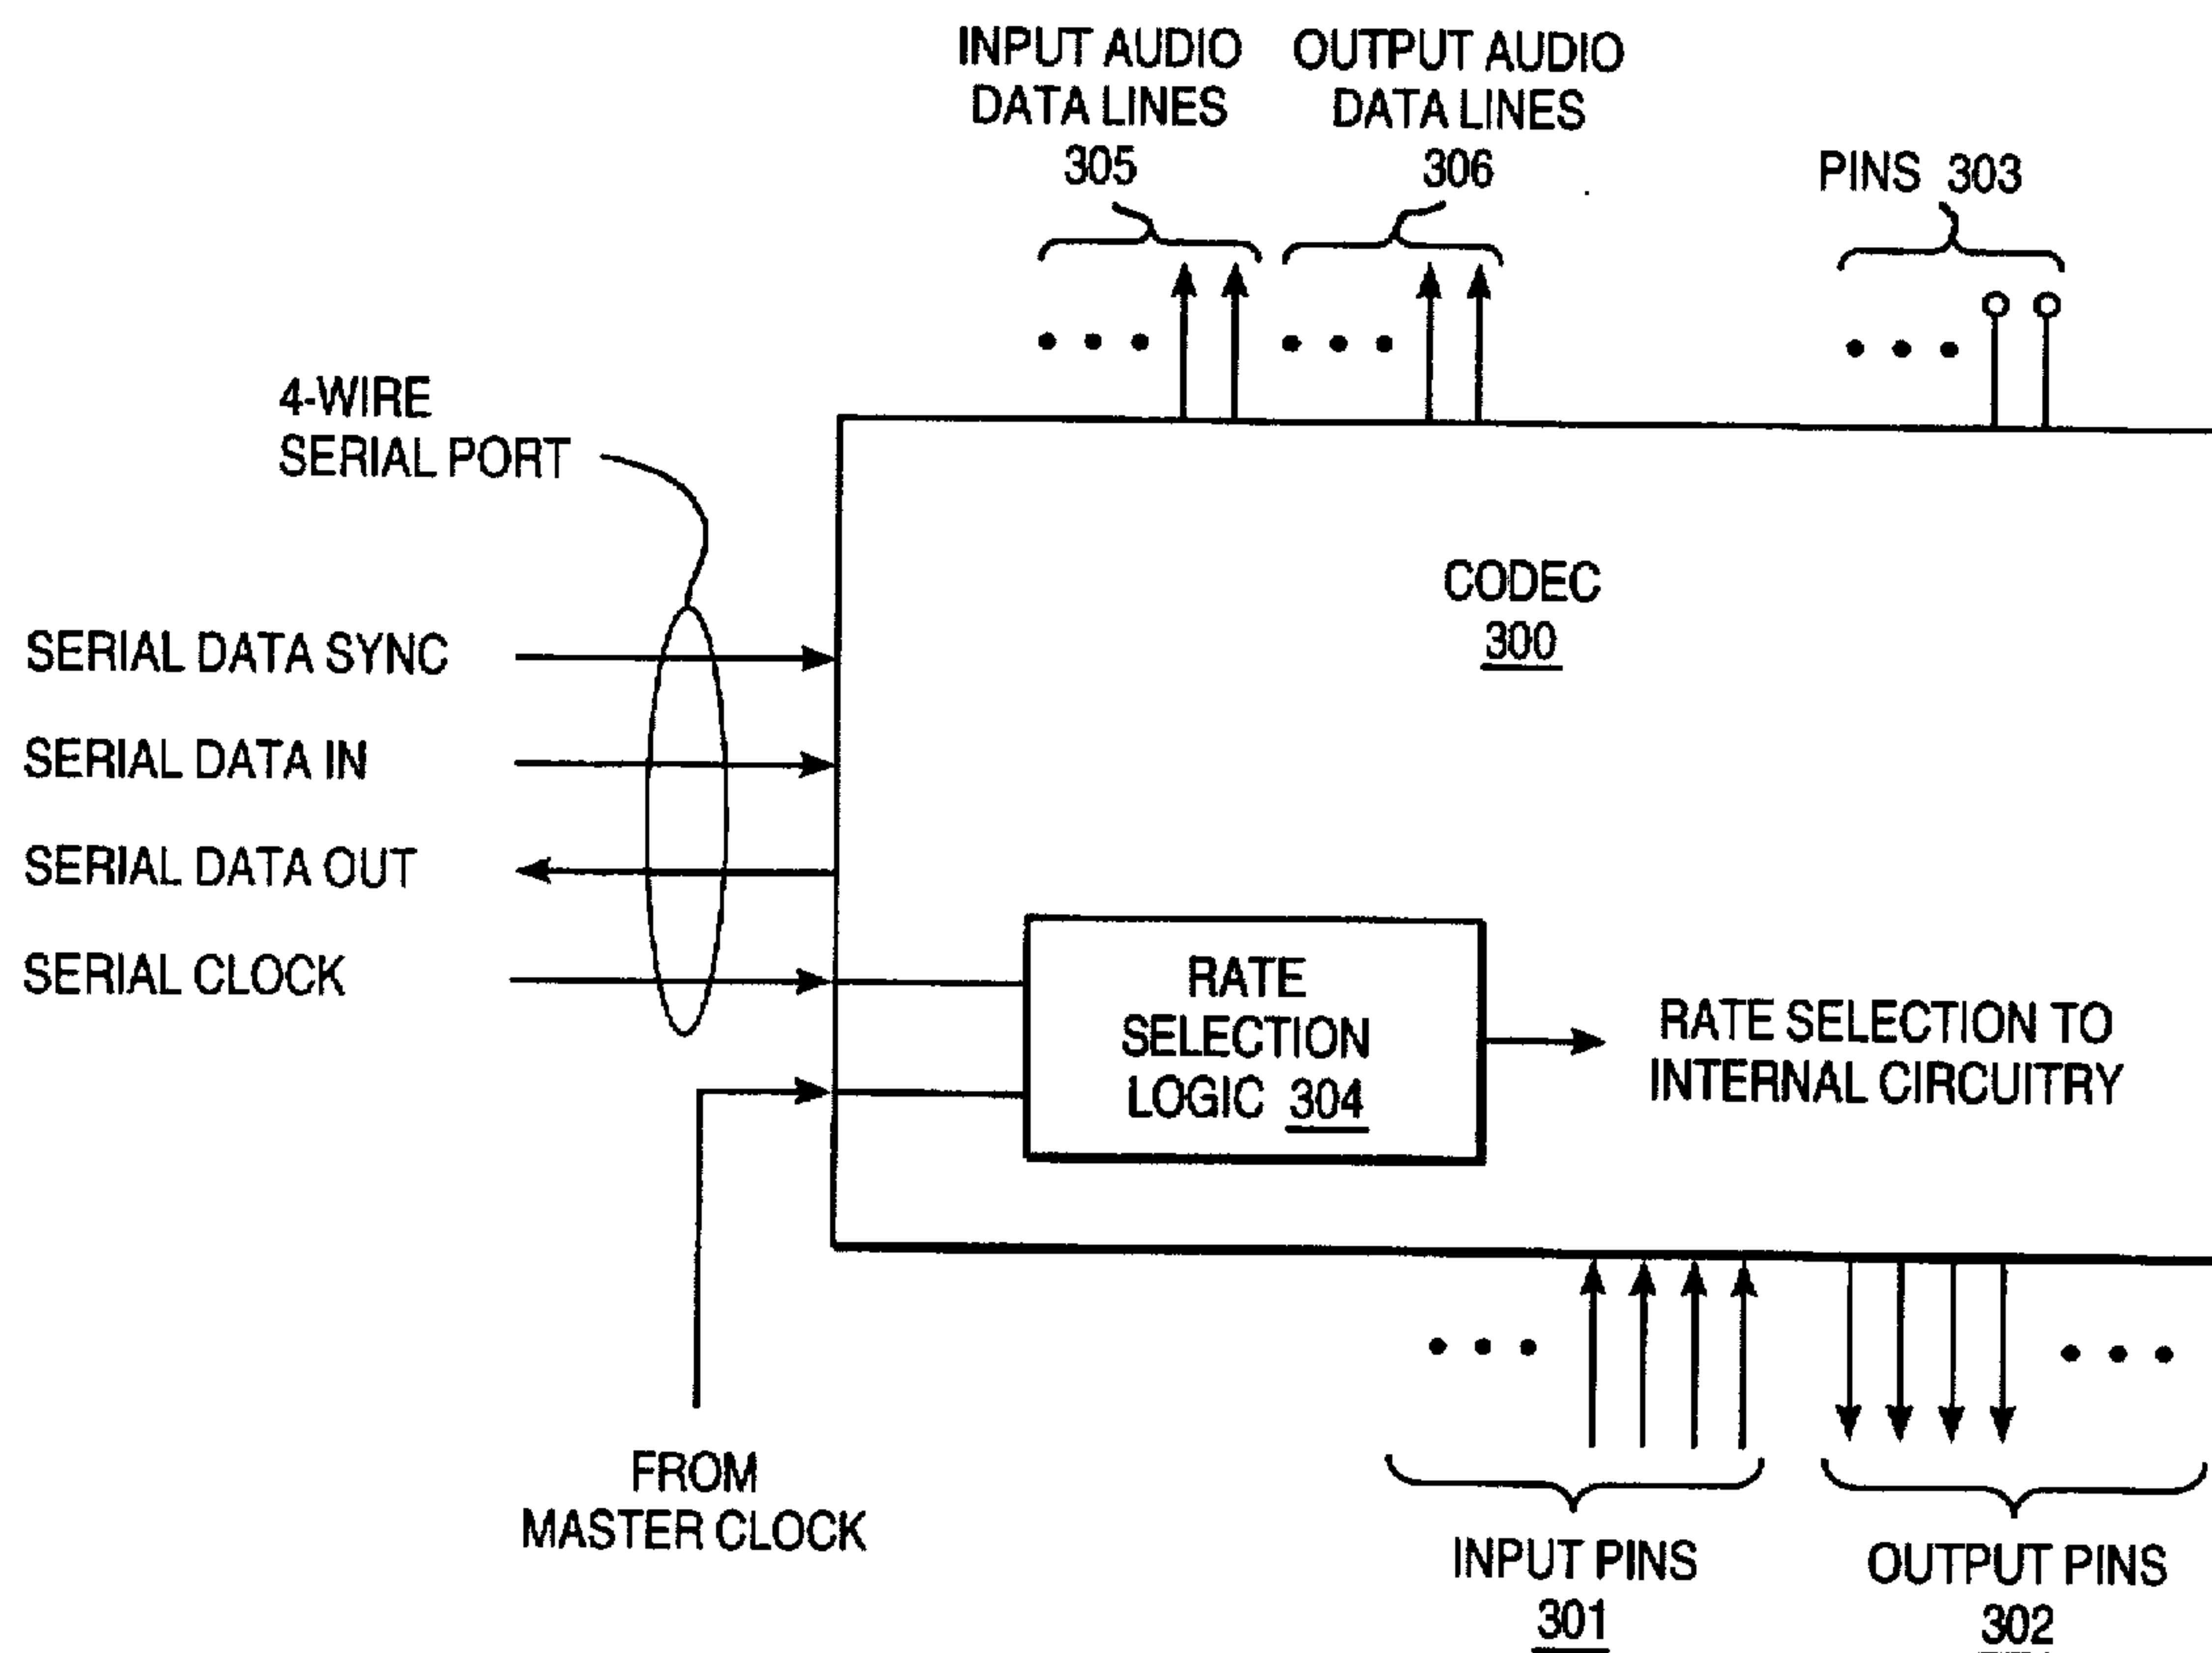 INPUT AUDIO
DATA LINES
305
OUTPUT AUDIO
DATA LINES
306
PINS 303
4-WIRE
SERIAL PORT
CODEC
300
SERIAL DATA SYNC
SERIAL DATA IN
SERIAL DATA OUT
SERIAL CLOCK
RATE
SELECTION
LOGIC 304
RATE SELECTION TO
INTERNAL CIRCUITRY
FROM
MASTER CLOCK
INPUT PINS
301
OUTPUT PINS
302